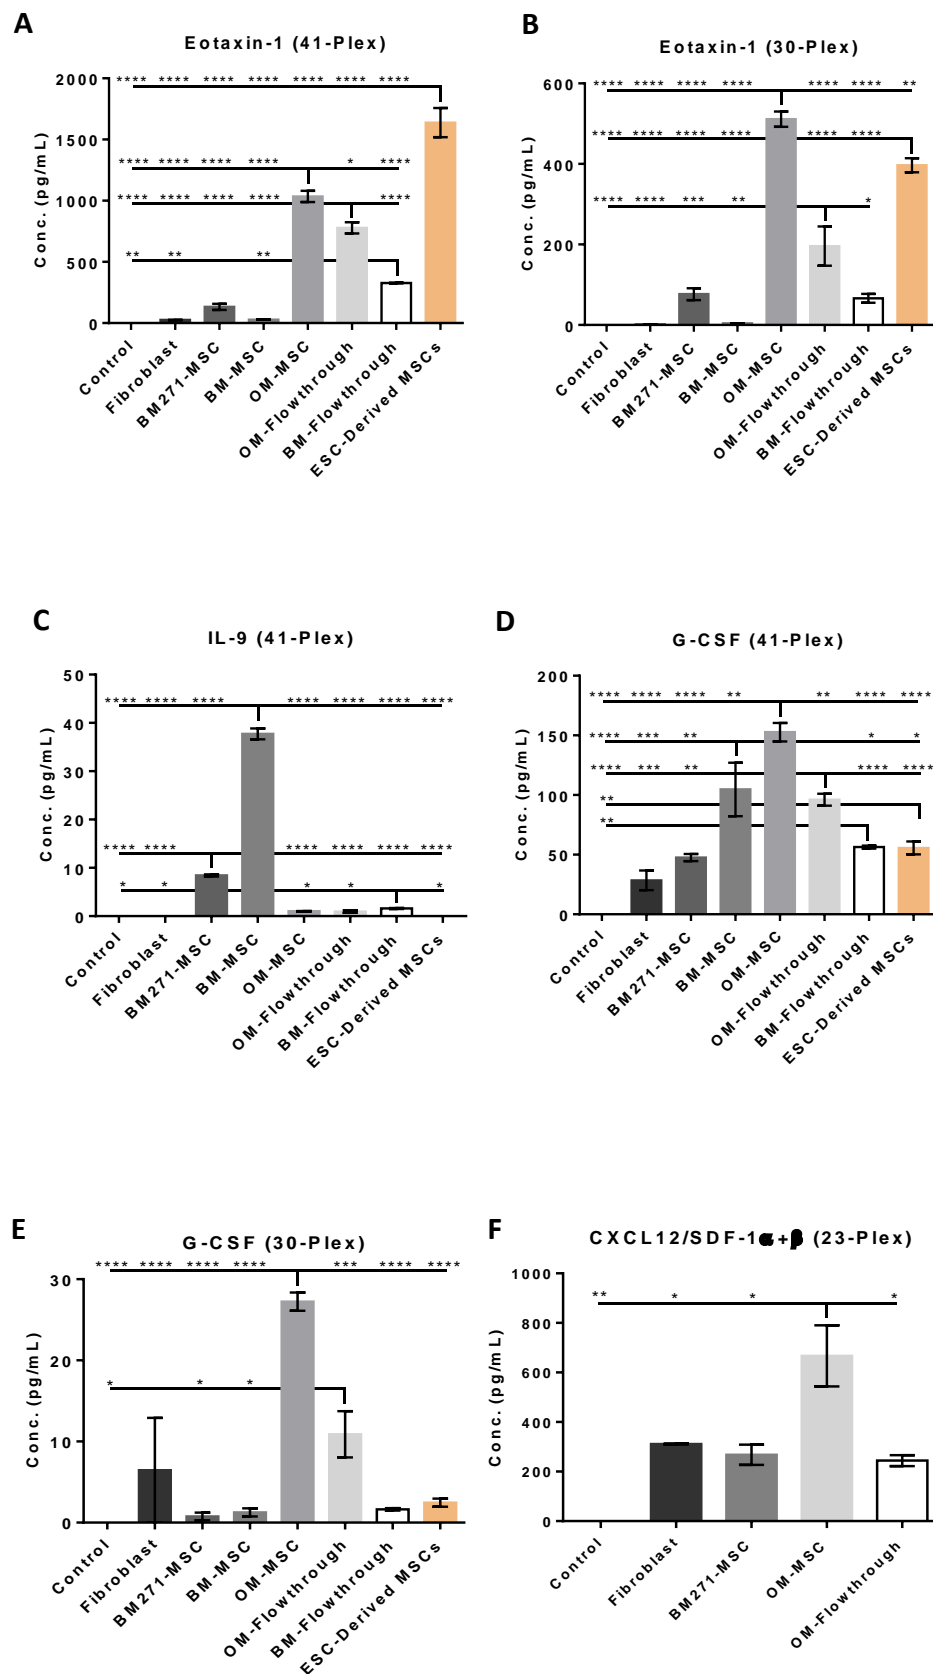 A
Eotaxin-1 (41-Plex)
Conc. (pg/mL)
2000
1500
1000
500
0
**** **** **** **** **** **** ****
**** **** **** **** * ****
**** **** **** **** ****
** ** **
Control
Fibroblast
BM271-MSC
BM-MSC
OM-MSC
OM-Flowthrough
BM-Flowthrough
ESC-Derived MSCs
B
Eotaxin-1 (30-Plex)
Conc. (pg/mL)
600
400
200
0
**** **** **** **** **** **** **
**** **** **** **** **** ****
**** **** *** ** *
Control
Fibroblast
BM271-MSC
BM-MSC
OM-MSC
OM-Flowthrough
BM-Flowthrough
ESC-Derived MSCs
C
IL-9 (41-Plex)
Conc. (pg/mL)
50
40
30
20
10
0
**** **** **** **** **** **** ****
**** **** **** **** **** ****
* * * * *
Control
Fibroblast
BM271-MSC
BM-MSC
OM-MSC
OM-Flowthrough
BM-Flowthrough
ESC-Derived MSCs
D
G-CSF (41-Plex)
Conc. (pg/mL)
200
150
100
50
0
**** **** **** ** ** **** ****
**** *** ** * *
**** *** ** **** ****
**
**
Control
Fibroblast
BM271-MSC
BM-MSC
OM-MSC
OM-Flowthrough
BM-Flowthrough
ESC-Derived MSCs
E
G-CSF (30-Plex)
Conc. (pg/mL)
30
20
10
0
**** **** **** **** *** **** ****
* * *
Control
Fibroblast
BM271-MSC
BM-MSC
OM-MSC
OM-Flowthrough
BM-Flowthrough
ESC-Derived MSCs
F
CXCL12/SDF-1α+β (23-Plex)
Conc. (pg/mL)
1000
800
600
400
200
0
** * * *
Control
Fibroblast
BM271-MSC
OM-MSC
OM-Flowthrough